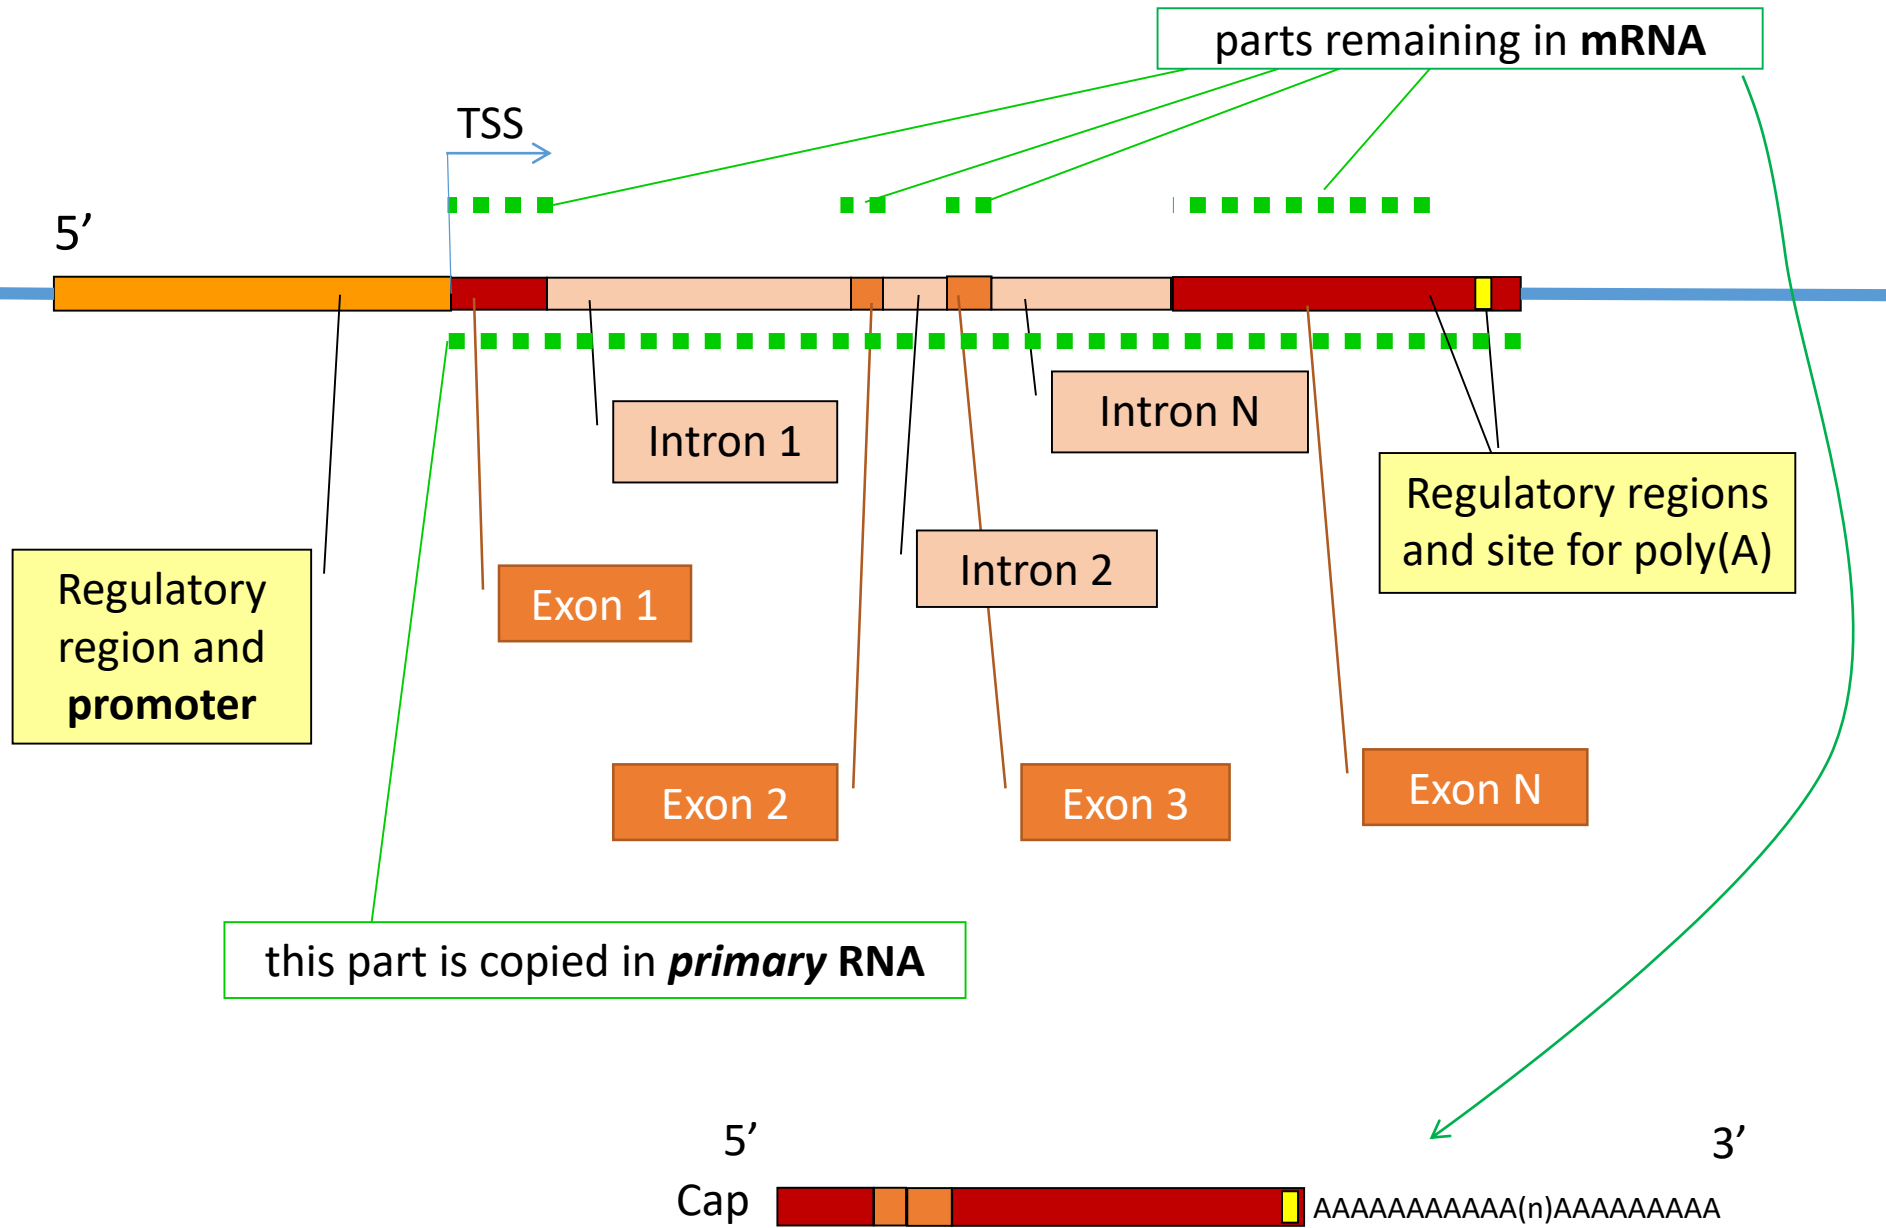 parts remaining in mRNA
TSS
5’
Intron N
Intron 1
Regulatory regions
and site for poly(A)
Intron 2
Regulatory
region and
promoter
Exon 1
Exon 2
Exon 3
Exon N
this part is copied in primary RNA
5’
3’
Cap
AAAAAAAAAAA(n)AAAAAAAAA